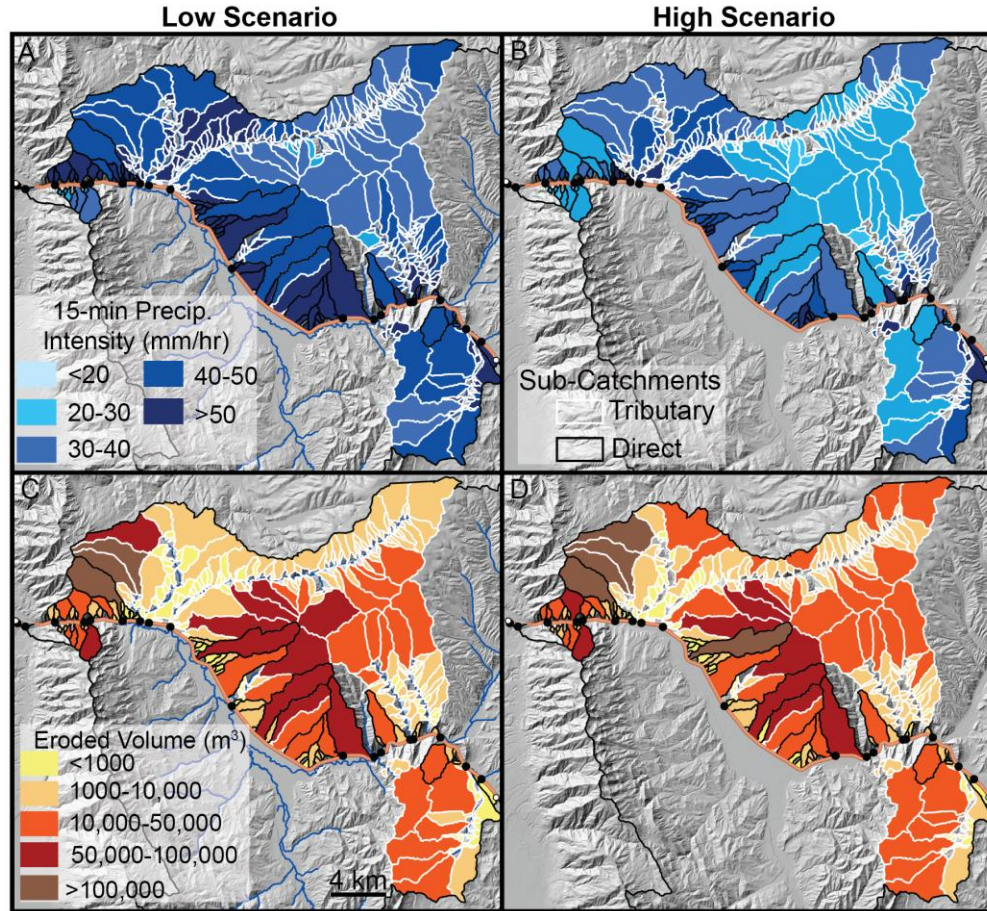 Low Scenario
High Scenario
A
B
15-min Precip.
Intensity (mm/hr)
<20
40-50
20-30
>50
30-40
Sub-Catchments
Tributary
Direct
C
D
Eroded Volume (m³)
<1000
1000-10,000
10,000-50,000
50,000-100,000
>100,000
4 km